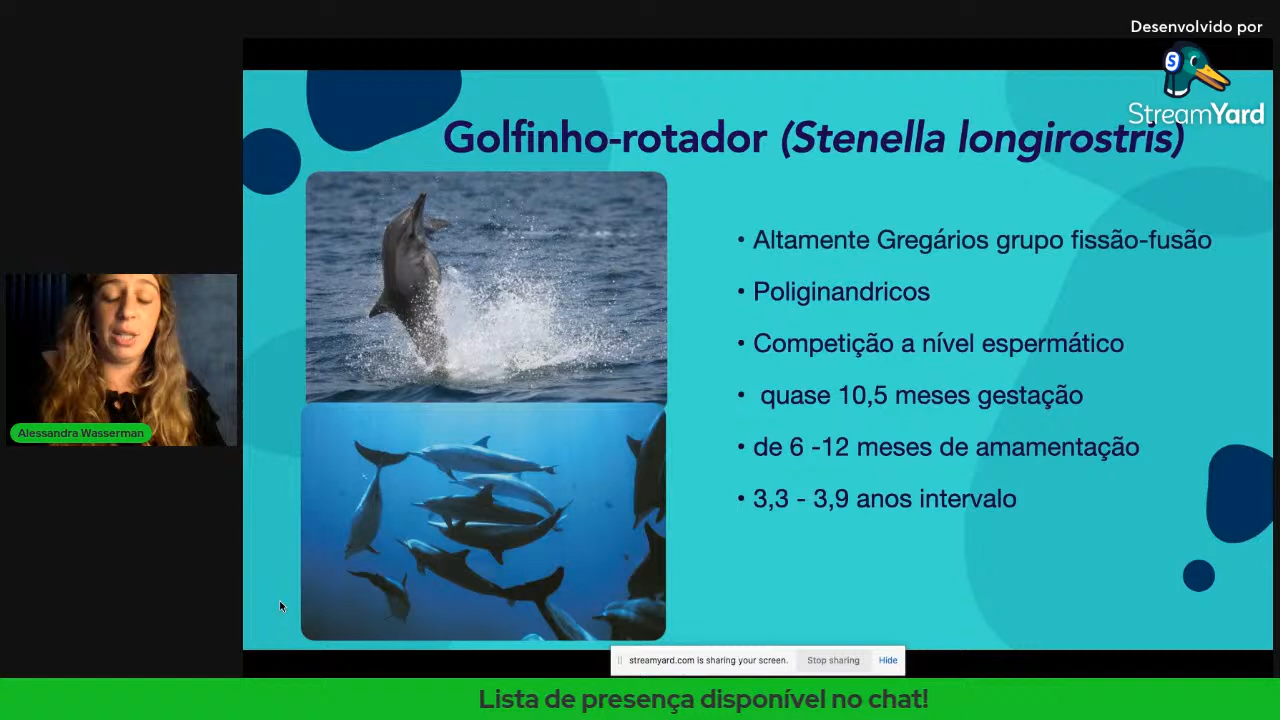 Desenvolvido por
StreamYard
Golfinho-rotador (Stenella longirostris)
• Altamente Gregários grupo fissão-fusão
• Poliginandricos
• Competição a nível espermático
• quase 10,5 meses gestação
• de 6 -12 meses de amamentação
• 3,3 - 3,9 anos intervalo
Alessandra Wasserman
streamyard.com is sharing your screen. Stop sharing Hide
Lista de presença disponível no chat!